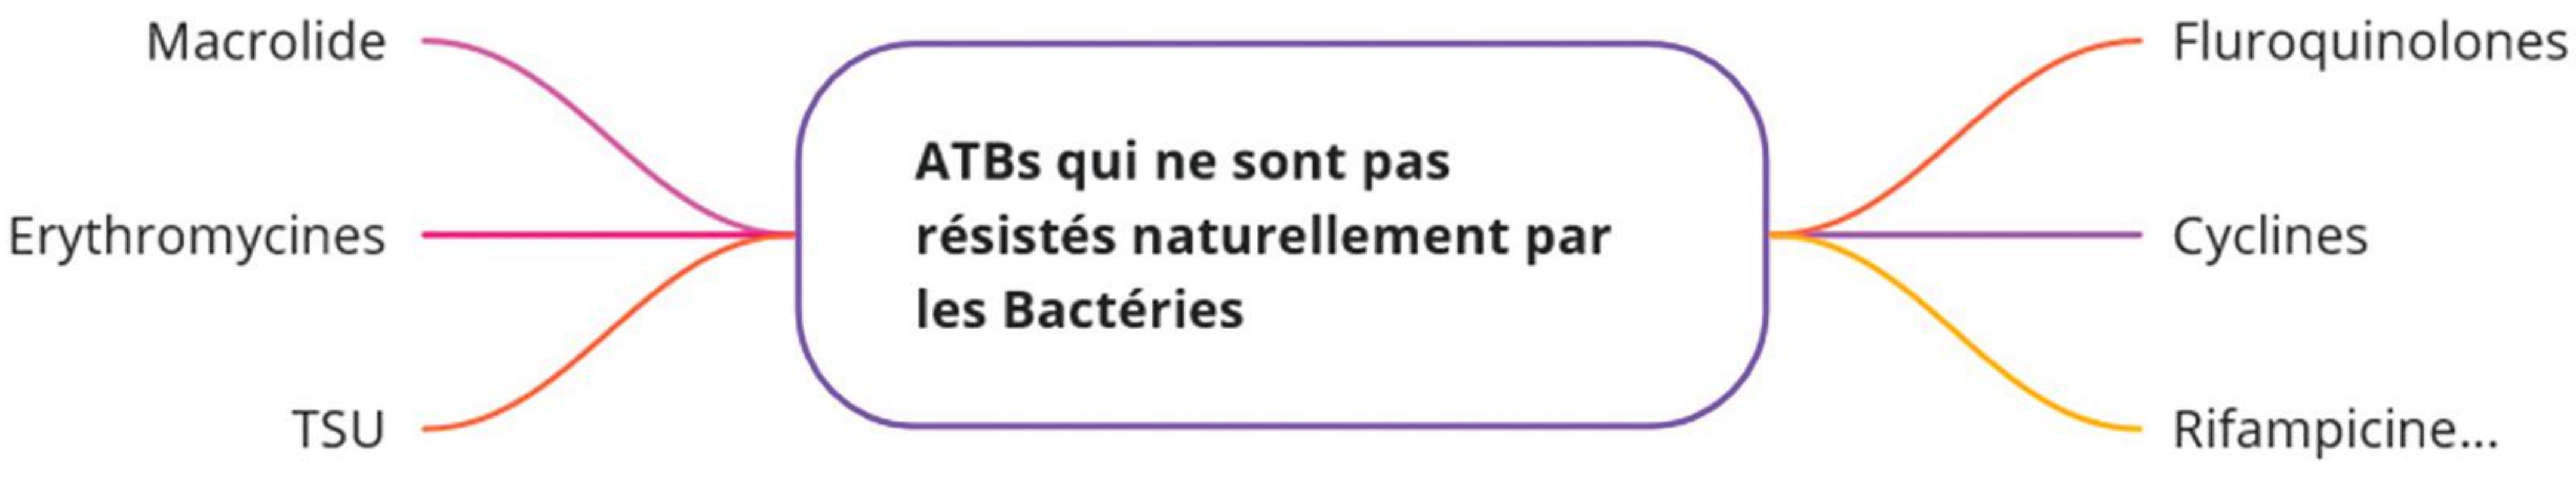 Macrolide
Erythromycines
TSU
ATBs qui ne sont pas
résistés naturellement par
les Bactéries
Fluroquinolones
Cyclines
Rifampicine...